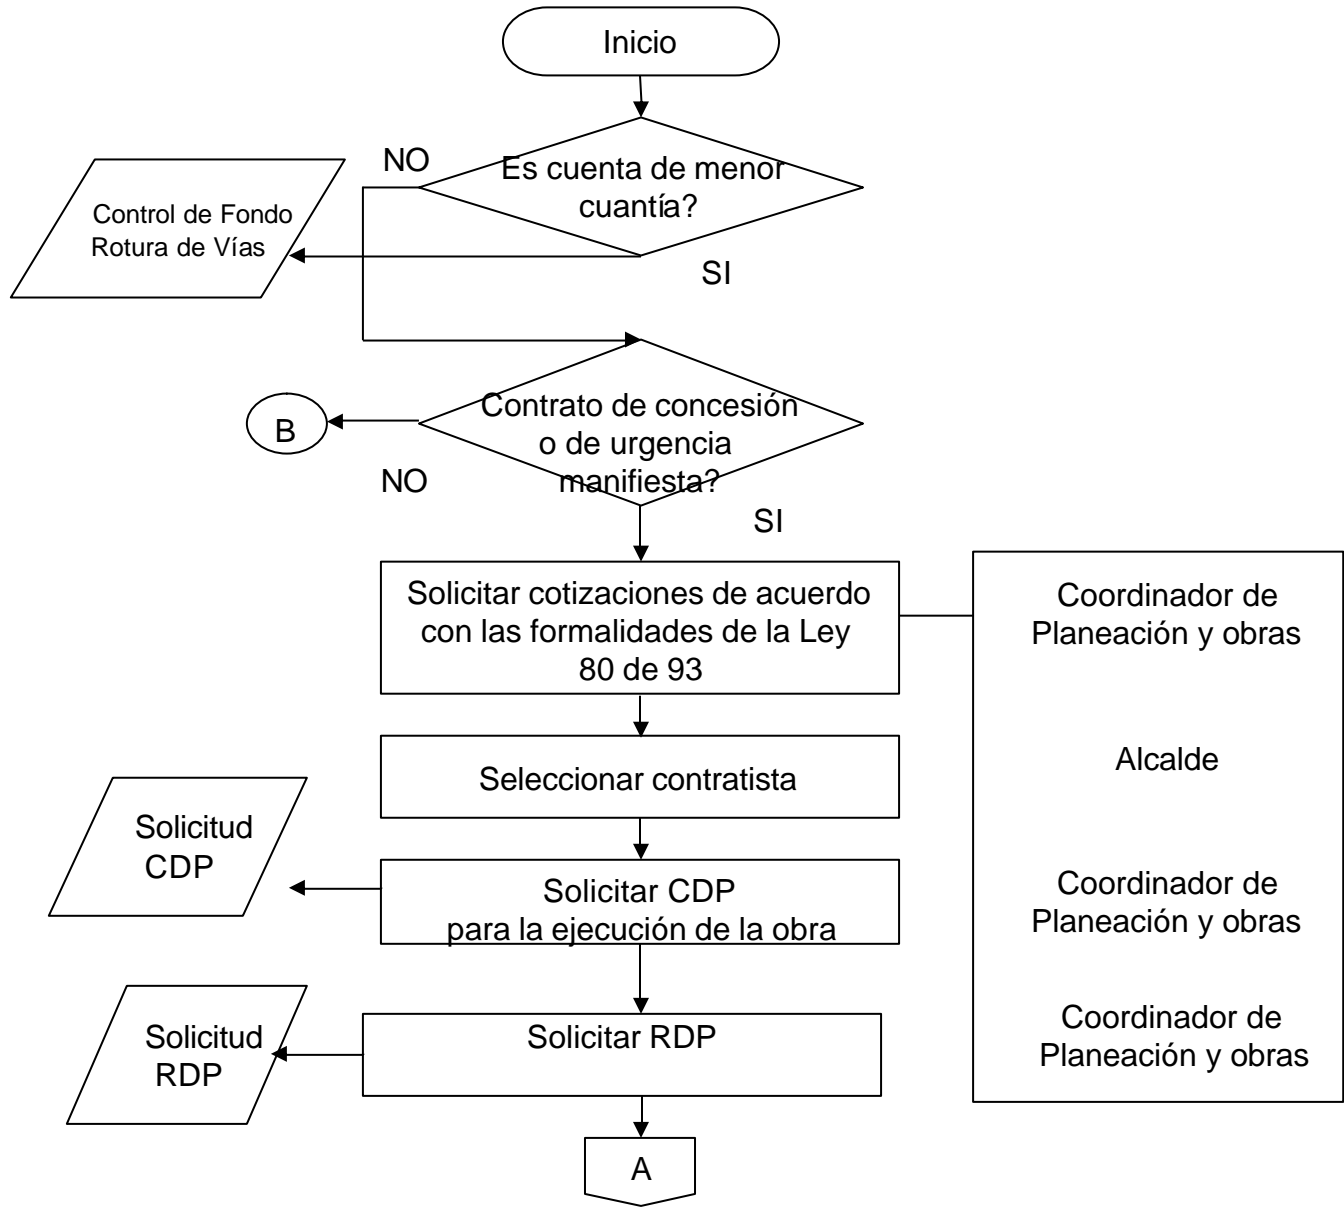 Inicio
NO
Es cuenta de menor
cuantía?
Control de Fondo
Rotura de Vías
SI
Contrato de concesión
o de urgencia
manifiesta?
B
NO
SI
Solicitar cotizaciones de acuerdo
con las formalidades de la Ley
80 de 93
Coordinador de
Planeación y obras
Seleccionar contratista
Alcalde
Solicitud
CDP
Solicitar CDP
para la ejecución de la obra
Coordinador de
Planeación y obras
Solicitud
RDP
Solicitar RDP
Coordinador de
Planeación y obras
A